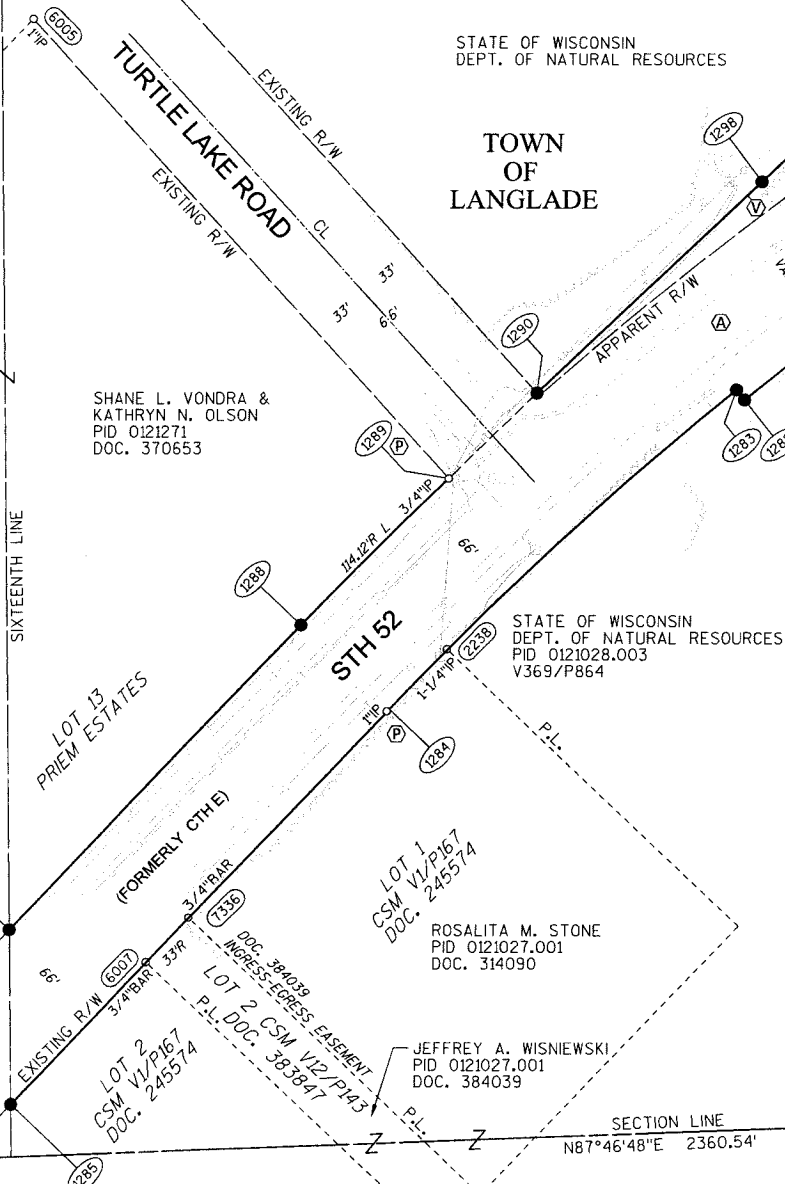 6005
1"IP
TURTLE LAKE ROAD
EXISTING R/W
EXISTING R/W
CL
33'
33'
66'
STATE OF WISCONSIN
DEPT. OF NATURAL RESOURCES
TOWN
OF
LANGLADE
1298
V
1290
APPARENT R/W
A
SHANE L. VONDRA &
KATHRYN N. OLSON
PID 0121271
DOC. 370653
1289
P
3/4"IP
114.12'R L
1283
SIXTEENTH LINE
1288
66'
STH 52
2238
1-1/4"IP
STATE OF WISCONSIN
DEPT. OF NATURAL RESOURCES
PID 0121028.003
V369/P864
LOT 13
PRIEM ESTATES
1"IP
P
1284
P.L.
(FORMERLY CTH E)
3/4"BAR
7336
LOT 1
CSM V1/P167
DOC. 245574
ROSALITA M. STONE
PID 0121027.001
DOC. 314090
66'
6007
33'R
3/4"BAR
EXISTING R/W
DOC. 384039
INGRESS-EGRESS EASEMENT
LOT 2 CSM V12/P143
P.L. DOC. 383847
LOT 2
CSM V1/P167
DOC. 245574
JEFFREY A. WISNIEWSKI
PID 0121027.001
DOC. 384039
P.L.
SECTION LINE
N87°46'48"E 2360.54'
1285